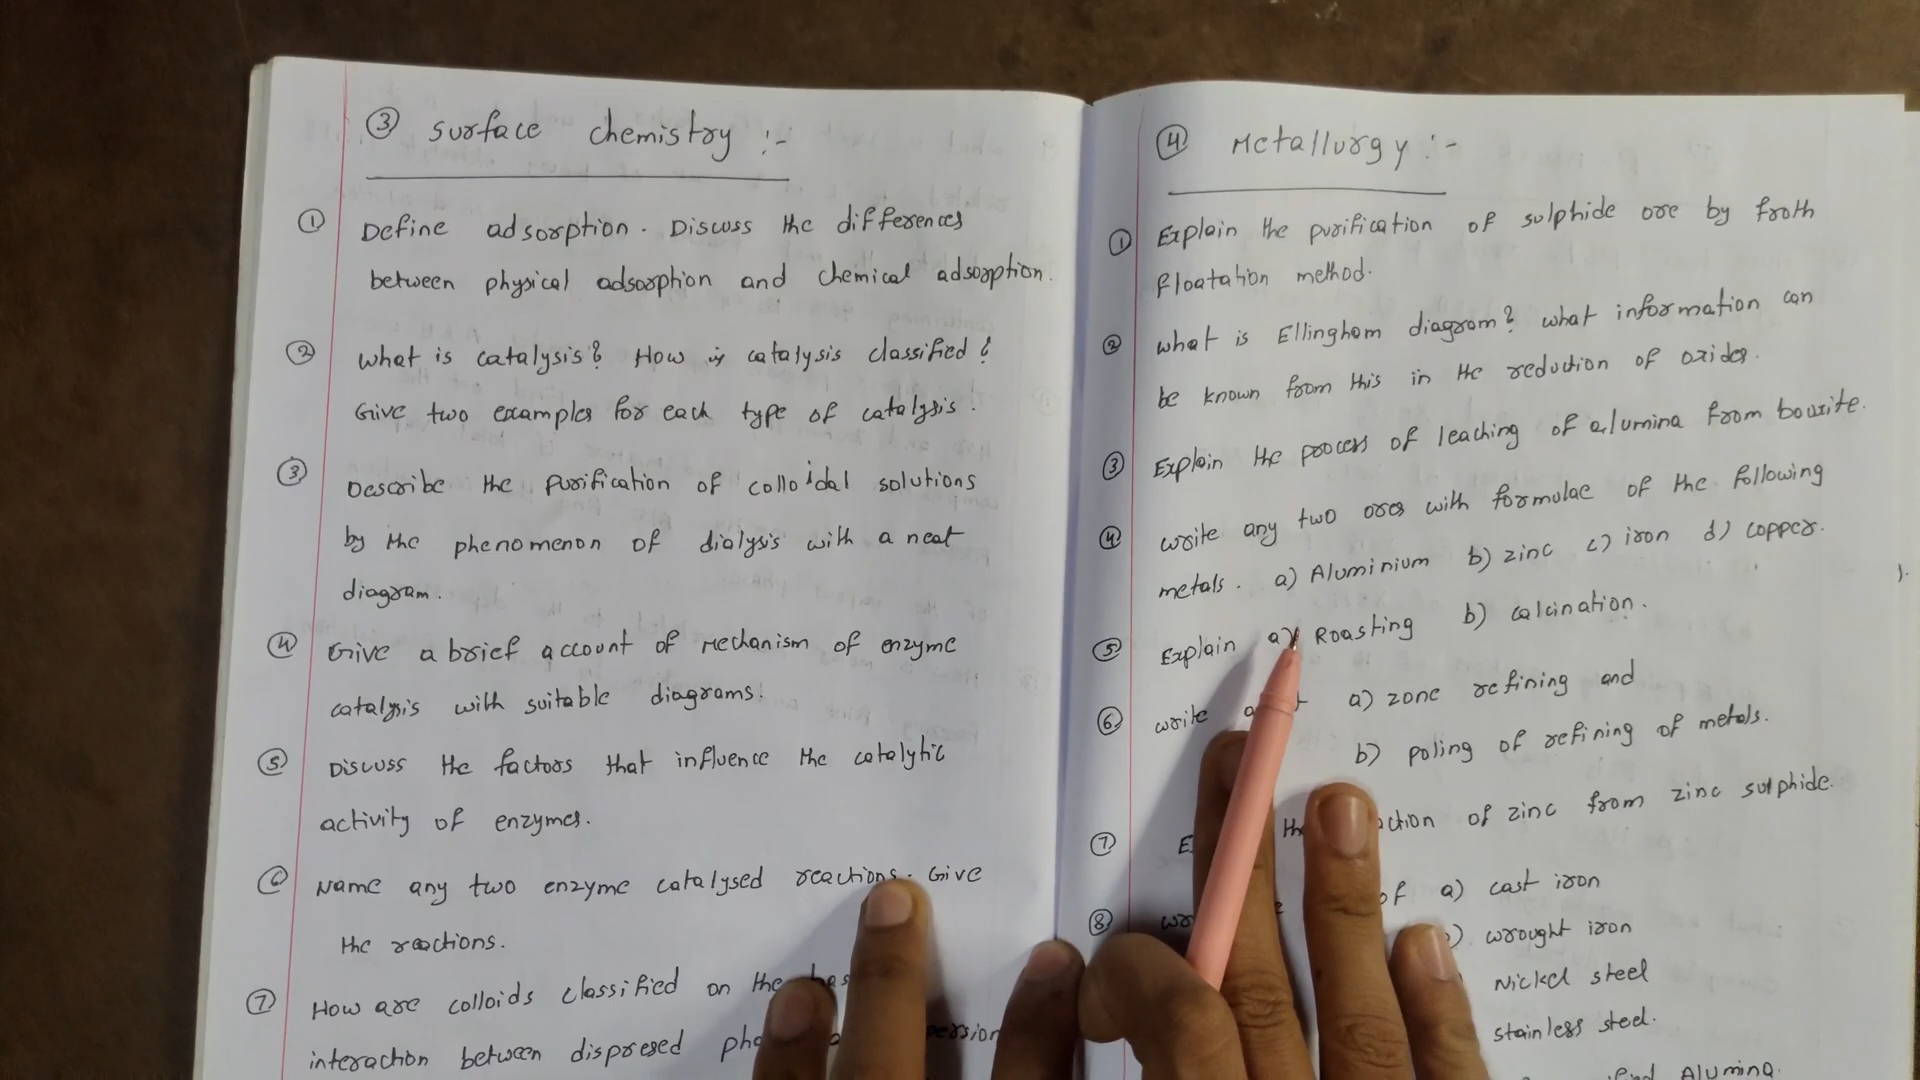 ③ Surface chemistry :-
① Define adsorption. Discuss the differences
between physical adsorption and chemical adsorption.
② What is catalysis? How is catalysis classified?
Give two examples for each type of catalysis.
③ Describe the purification of colloidal solutions
by the phenomenon of dialysis with a neat
diagram.
④ Give a brief account of Mechanism of enzyme
catalysis with suitable diagrams.
⑤ Discuss the factors that influence the catalytic
activity of enzymes.
⑥ Name any two enzyme catalysed reactions. Give
the reactions.
⑦ How are colloids classified on the
interaction between dispresed
④ Metallurgy :-
① Explain the purification of sulphide ore by froth
floatation method.
② what is Ellingham diagram? what information can
be known from this in the reduction of oxides.
③ Explain the process of leaching of alumina from bauxite.
④ write any two ores with formulae of the following
metals. a) Aluminium b) zinc c) iron d) copper.
⑤ Explain a) Roasting b) calcination.
⑥ write a) zone refining and
b) poling of refining of metals.
⑦ of zinc from zinc sulphide.
⑧ of a) cast iron
wrought iron
Nickel steel
stainless steel.
Alumina.